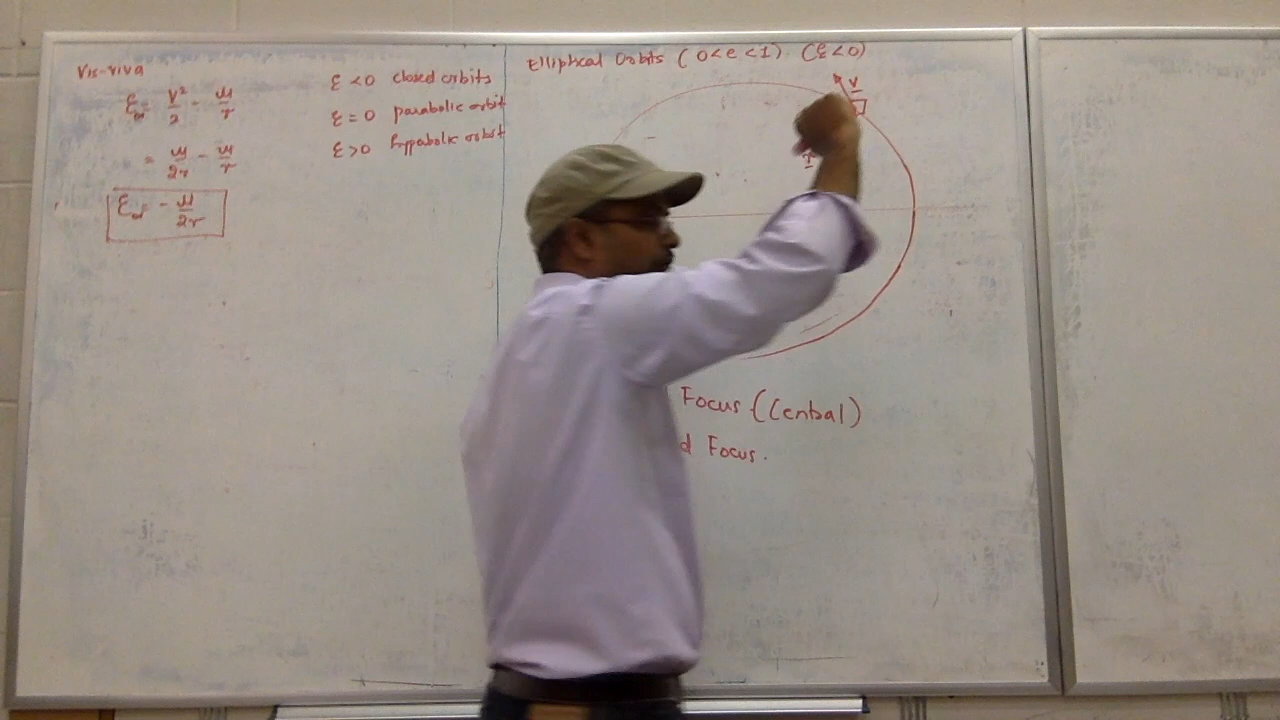 Vis-viva
ε = V²/2 - μ/r
= μ/2r - μ/r
ε = - μ/2r
ε < 0 closed orbits
ε = 0 parabolic orbit
ε > 0 hyperbolic orbit
Elliptical Orbits (0 < e < 1) (ε < 0)
v
r
Focus (Central)
d Focus.